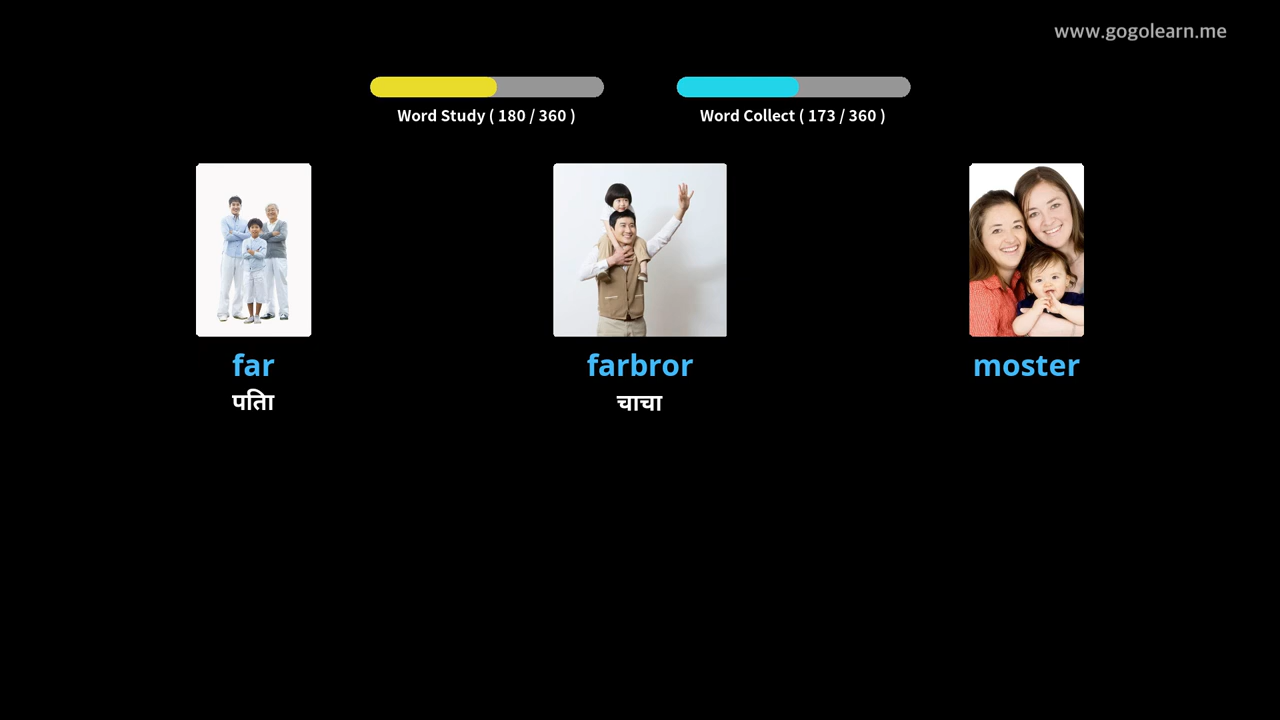 www.gogolearn.me
Word Study ( 180 / 360 )
Word Collect ( 173 / 360 )
far
farbror
moster
पिता
चाचा